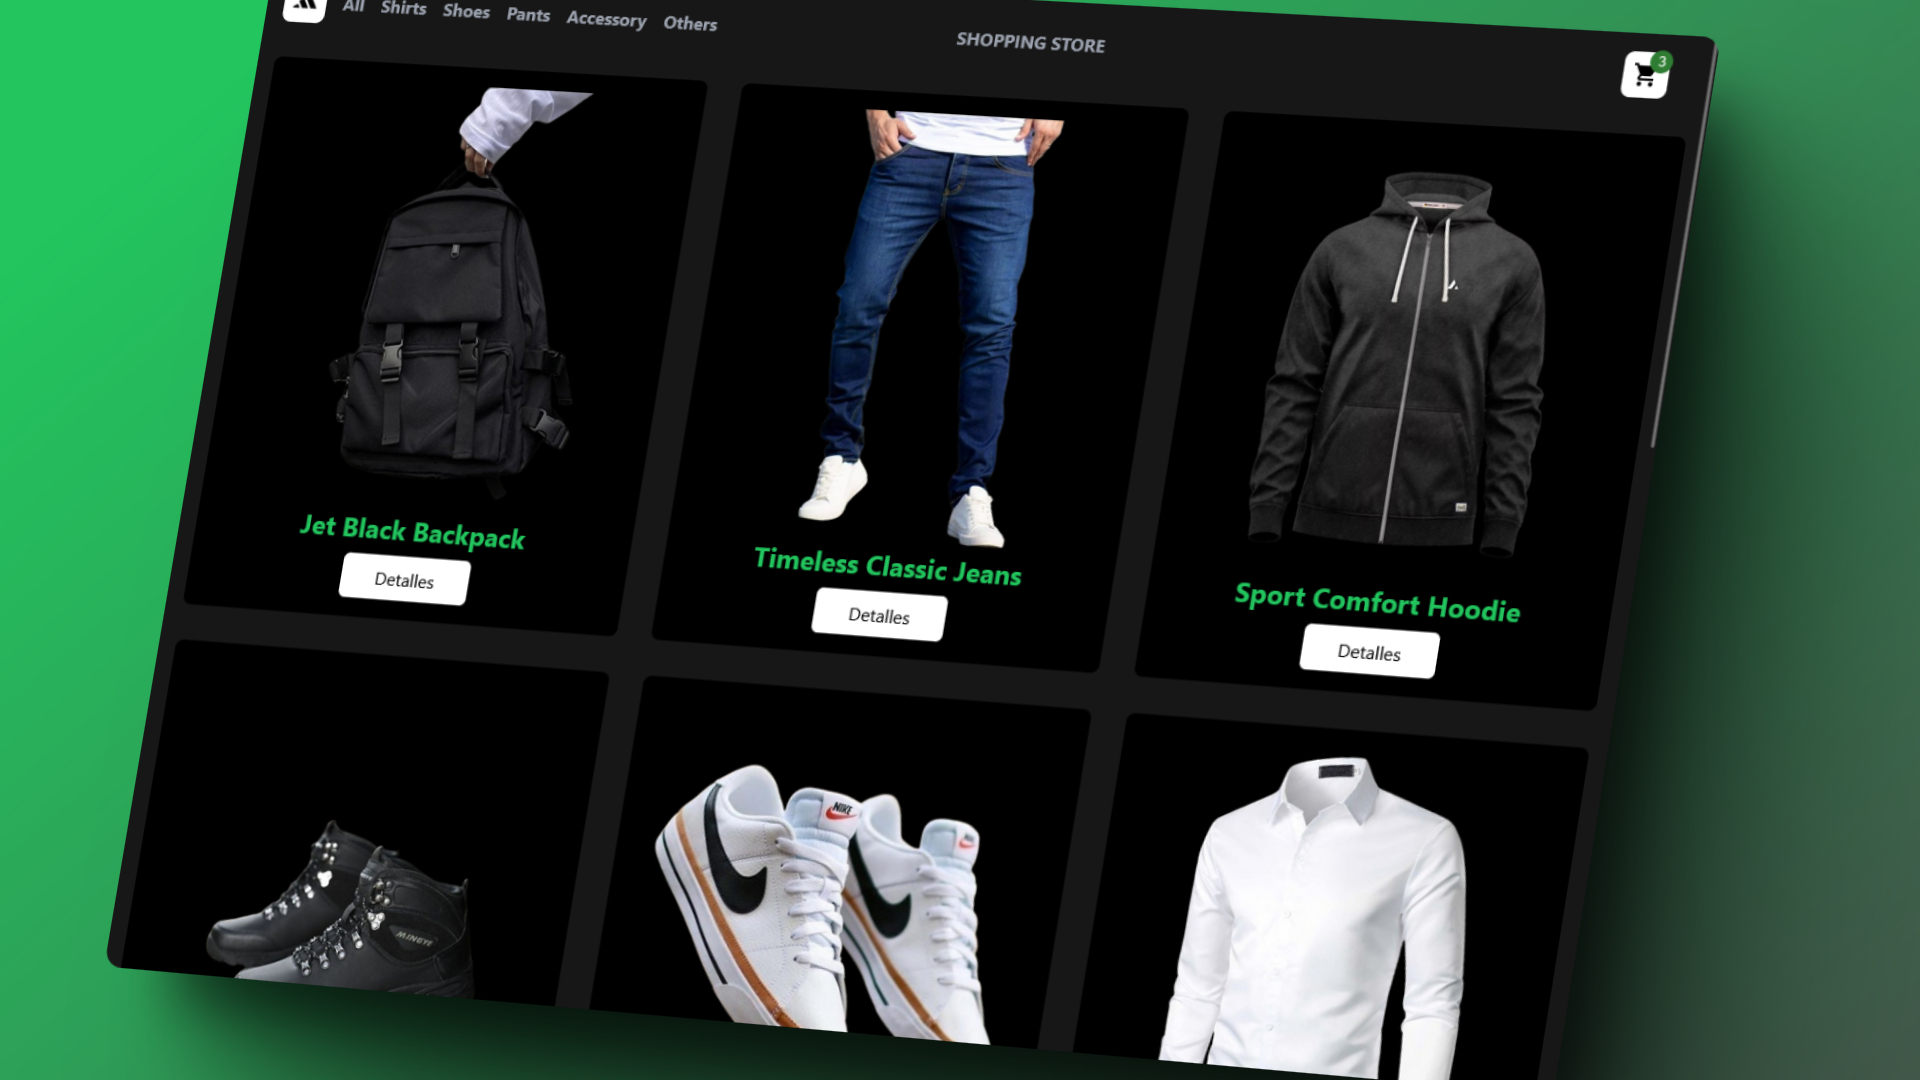 All Shirts Shoes Pants Accessory Others
SHOPPING STORE
3
Jet Black Backpack
Detalles
Timeless Classic Jeans
Detalles
Sport Comfort Hoodie
Detalles
MINGYE
NIKE